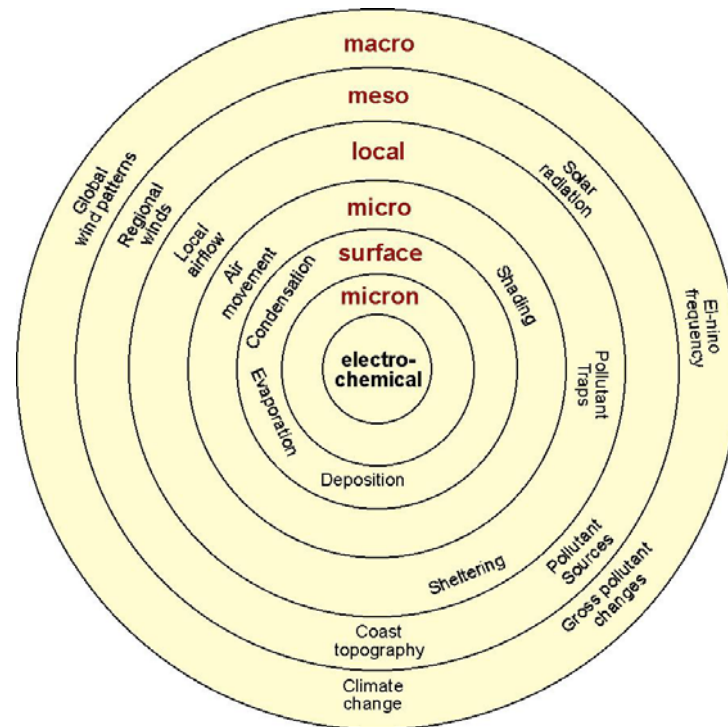 macro
meso
local
micro
surface
micron
electro-
chemical
Global
wind patterns
Regional
winds
Local
airflow
Air
movement
Condensation
Evaporation
Deposition
Solar
radiation
Shading
El-nino
frequency
Pollutant
Traps
Sheltering
Pollutant
Sources
Gross pollutant
changes
Coast
topography
Climate
change